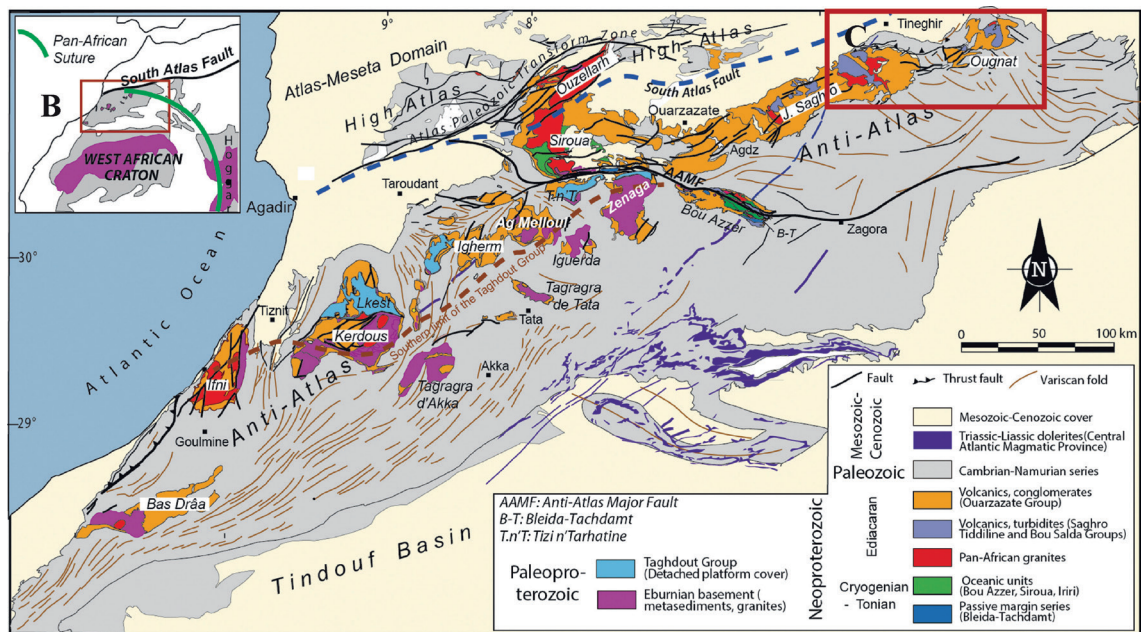 Pan-African
Suture
South Atlas Fault
B
WEST AFRICAN
CRATON
Hoggar
9°
8°
7°
Atlas-Meseta Domain
High Atlas
Atlas Paleozoic Transform Zone
High Atlas
Ouzellarh
South Atlas Fault
C
Tineghir
Ougnat
Ouarzazate
J. Saghro
Anti-Atlas
Siroua
Agdz
AAMF
Taroudant
T.n'T.
Zenaga
Bou Azzer
B-T
Zagora
Agadir
Ag Melloul
Igherm
Iguerda
30°
10°
Atlantic Ocean
Southern limit of the Taghdout Group
Lkest
Tagragra
de Tata
Tiznit
Tata
Kerdous
N
0 50 100 km
Akka
Ifni
Tagragra
d'Akka
Anti-Atlas
29°
Goulmine
Bas Drâa
Tindouf Basin
Fault
Thrust fault
Variscan fold
Mesozoic-
Cenozoic
Mesozoic-Cenozoic cover
Triassic-Liassic dolerites(Central
Atlantic Magmatic Province)
Paleozoic
Cambrian-Namurian series
Neoproterozoic
Ediacaran
Volcanics, conglomerates
(Ouarzazate Group)
Volcanics, turbidites (Saghro
Tiddiline and Bou Salda Groups)
Pan-African granites
Cryogenian
- Tonian
Oceanic units
(Bou Azzer, Siroua, Iriri)
Passive margin series
(Bleida-Tachdamt)
AAMF: Anti-Atlas Major Fault
B-T: Bleida-Tachdamt
T.n'T: Tizi n'Tarhatine
Paleopro-
terozoic
Taghdout Group
(Detached platform cover)
Eburnian basement (
metasediments, granites)